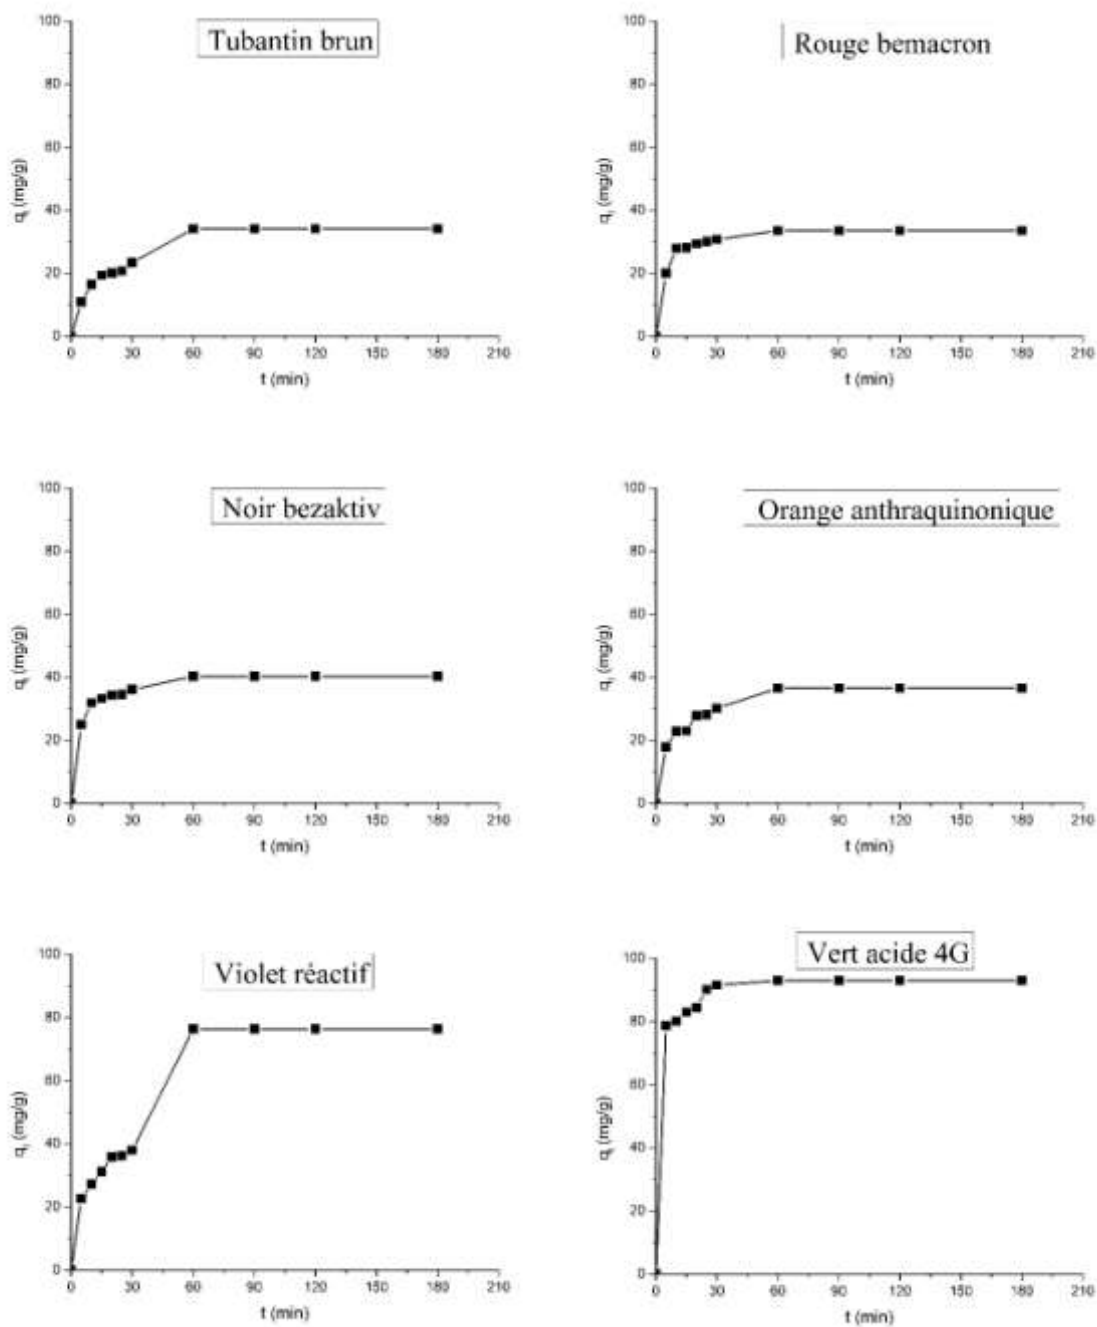 Tubantin brun
100
80
60
40
20
0
qt (mg/g)
0 30 60 90 120 150 180 210
t (min)
Rouge bemacron
100
80
60
40
20
0
qt (mg/g)
0 30 60 90 120 150 180 210
t (min)
Noir bezaktiv
100
80
60
40
20
0
qt (mg/g)
0 30 60 90 120 150 180 210
t (min)
Orange anthraquinonique
100
80
60
40
20
0
qt (mg/g)
0 30 60 90 120 150 180 210
t (min)
Violet réactif
100
80
60
40
20
0
qt (mg/g)
0 30 60 90 120 150 180 210
t (min)
Vert acide 4G
100
80
60
40
20
0
qt (mg/g)
0 30 60 90 120 150 180 210
t (min)